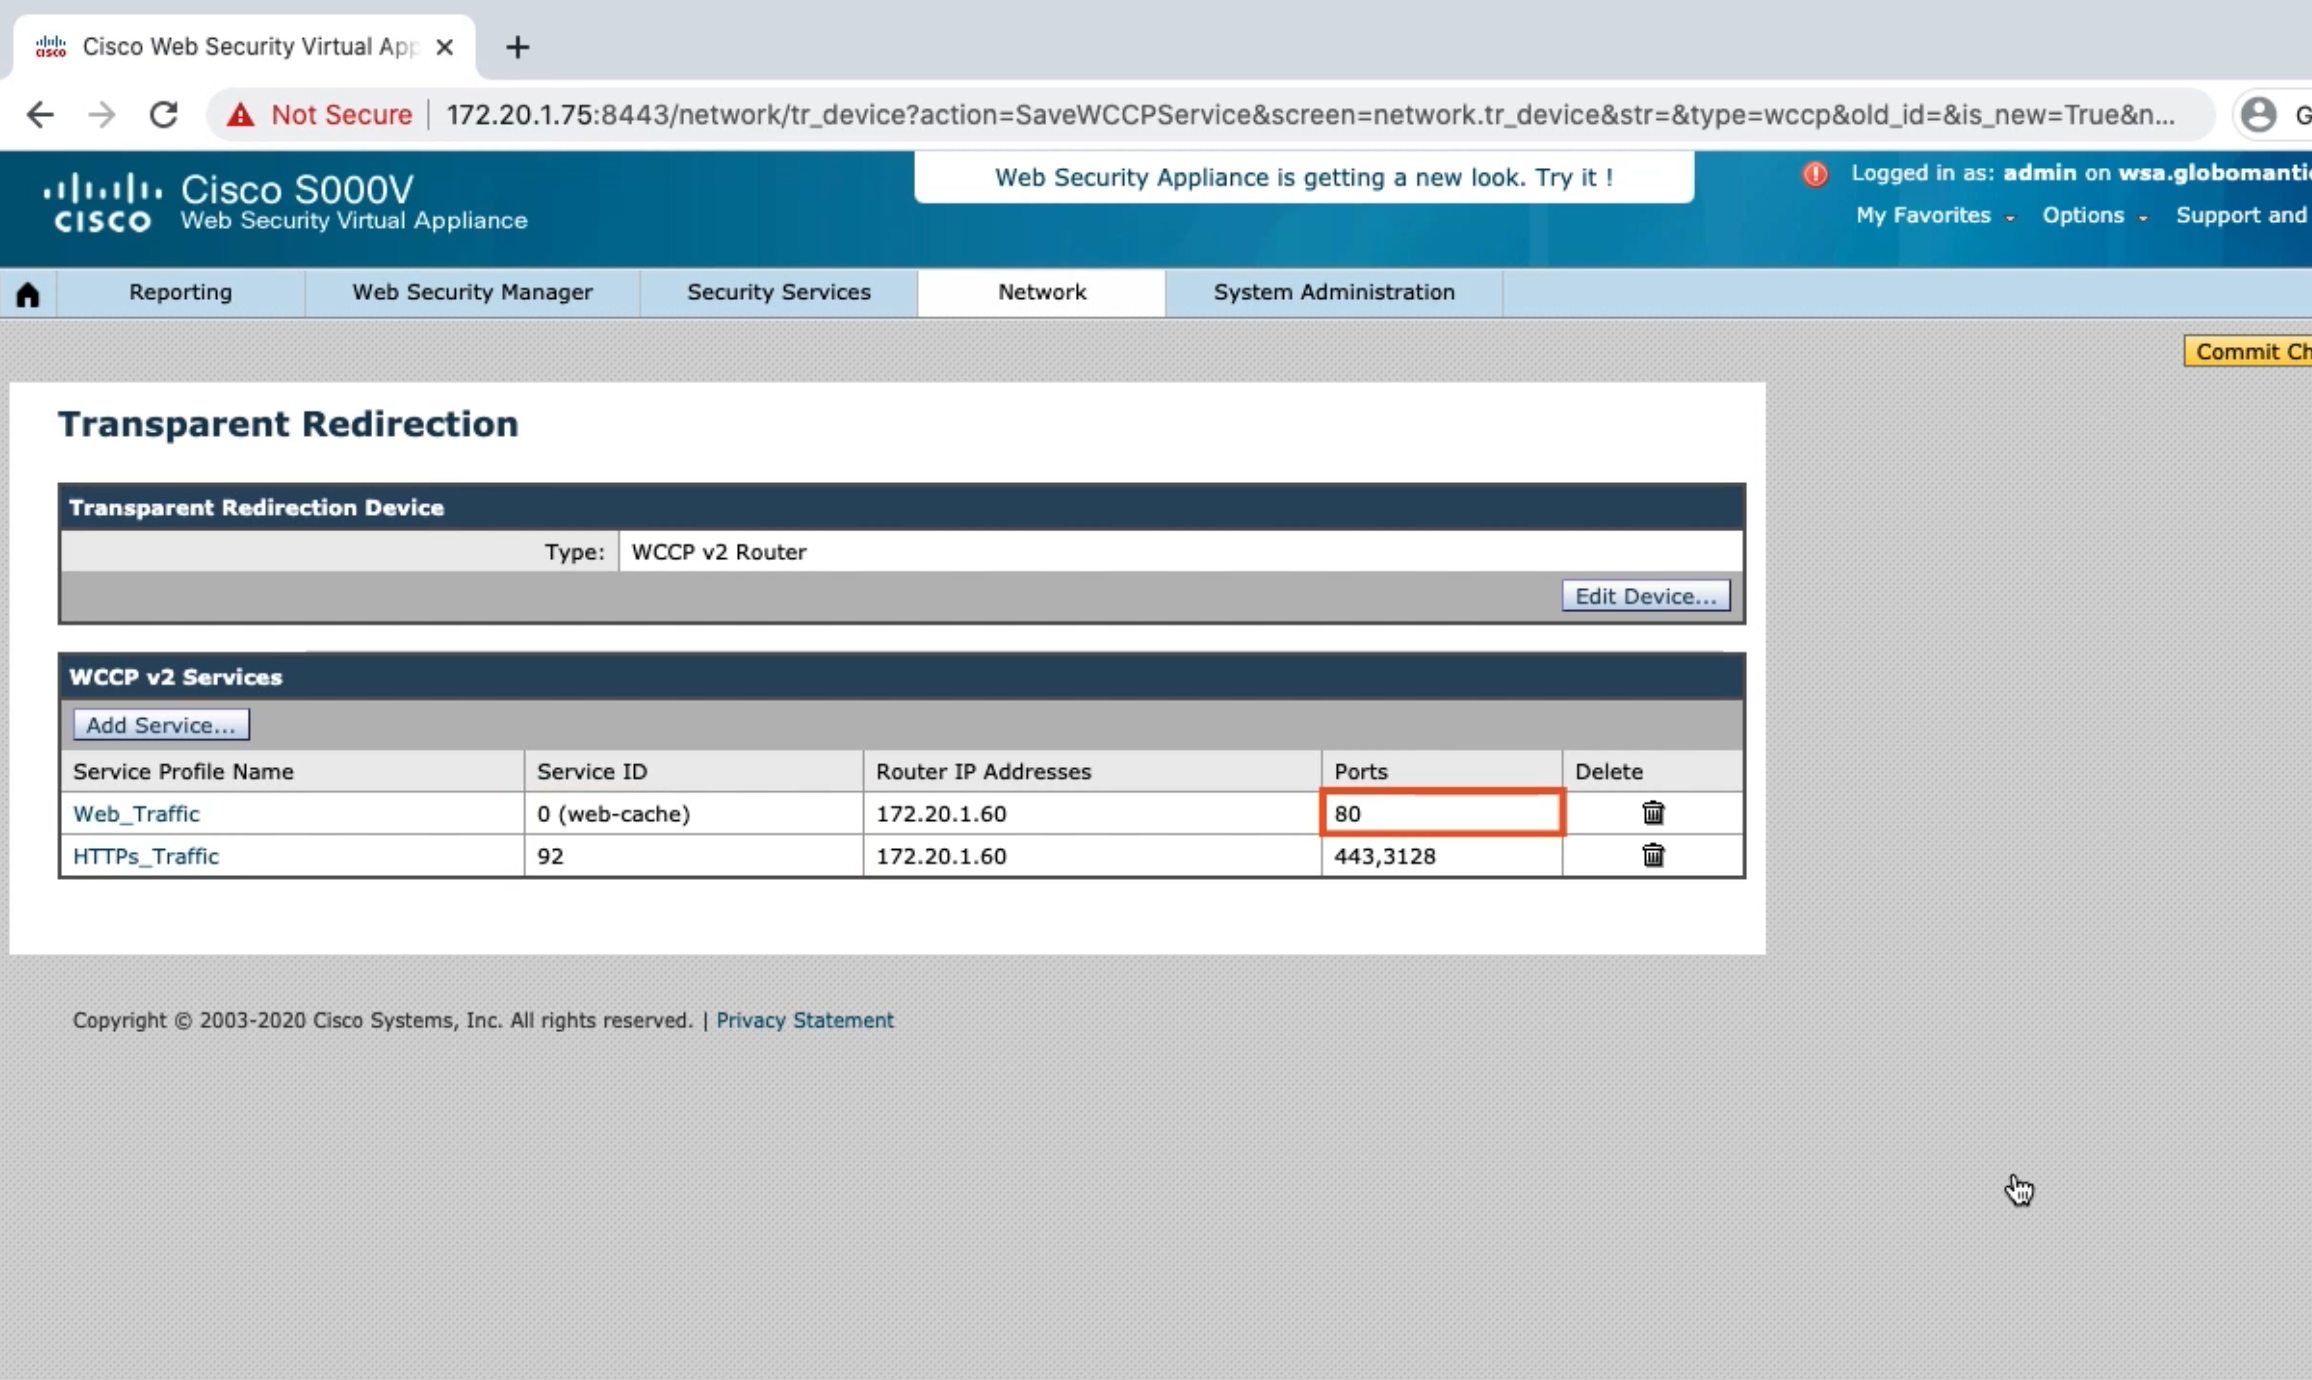 Cisco Web Security Virtual App
Not Secure | 172.20.1.75:8443/network/tr_device?action=SaveWCCPService&screen=network.tr_device&str=&type=wccp&old_id=&is_new=True&n...
G
Web Security Appliance is getting a new look. Try it !
CISCO
Cisco S000V
Web Security Virtual Appliance
Logged in as: admin on wsa.globomantic
My Favorites Options Support and
Reporting Web Security Manager Security Services Network System Administration
Commit Ch
Transparent Redirection
Transparent Redirection Device
Type: WCCP v2 Router
Edit Device...
WCCP v2 Services
Add Service...
Service Profile Name Service ID Router IP Addresses Ports Delete
Web_Traffic 0 (web-cache) 172.20.1.60 80
HTTPs_Traffic 92 172.20.1.60 443,3128
Copyright © 2003-2020 Cisco Systems, Inc. All rights reserved. | Privacy Statement